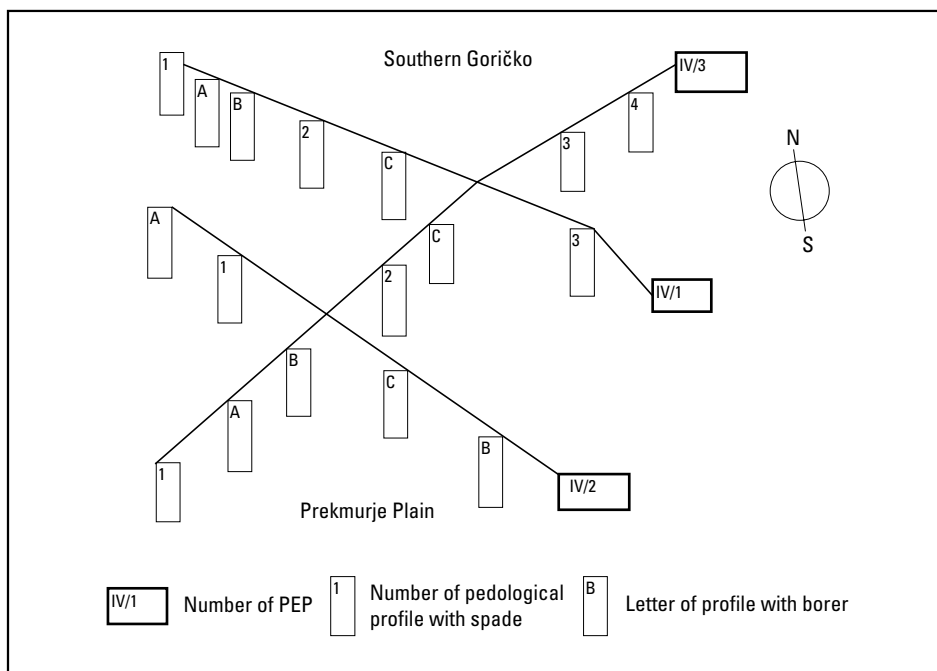 Southern Goričko
1
IV/3
A
B
4
2
3
C
N
S
A
C
3
1
2
IV/1
B
C
A
B
1
IV/2
Prekmurje Plain
IV/1
Number of PEP
1
Number of pedological
profile with spade
B
Letter of profile with borer